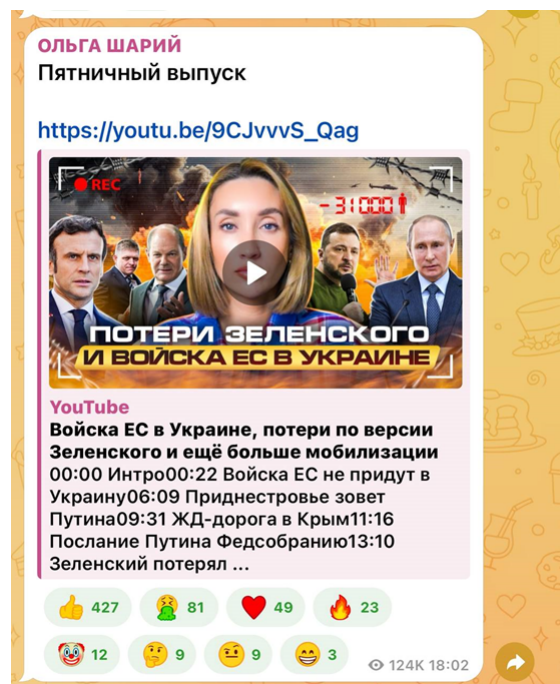 ОЛЬГА ШАРИЙ
Пятничный выпуск
https://youtu.be/9CJvvvS_Qag
REC
-31000
ПОТЕРИ ЗЕЛЕНСКОГО
И ВОЙСКА ЕС В УКРАИНЕ
YouTube
Войска ЕС в Украине, потери по версии
Зеленского и ещё больше мобилизации
00:00 Интро00:22 Войска ЕС не придут в
Украину06:09 Приднестровье зовет
Путина09:31 ЖД-дорога в Крым11:16
Послание Путина Федсобранию13:10
Зеленский потерял ...
427 81 49 23
12 9 9 3 124K 18:02